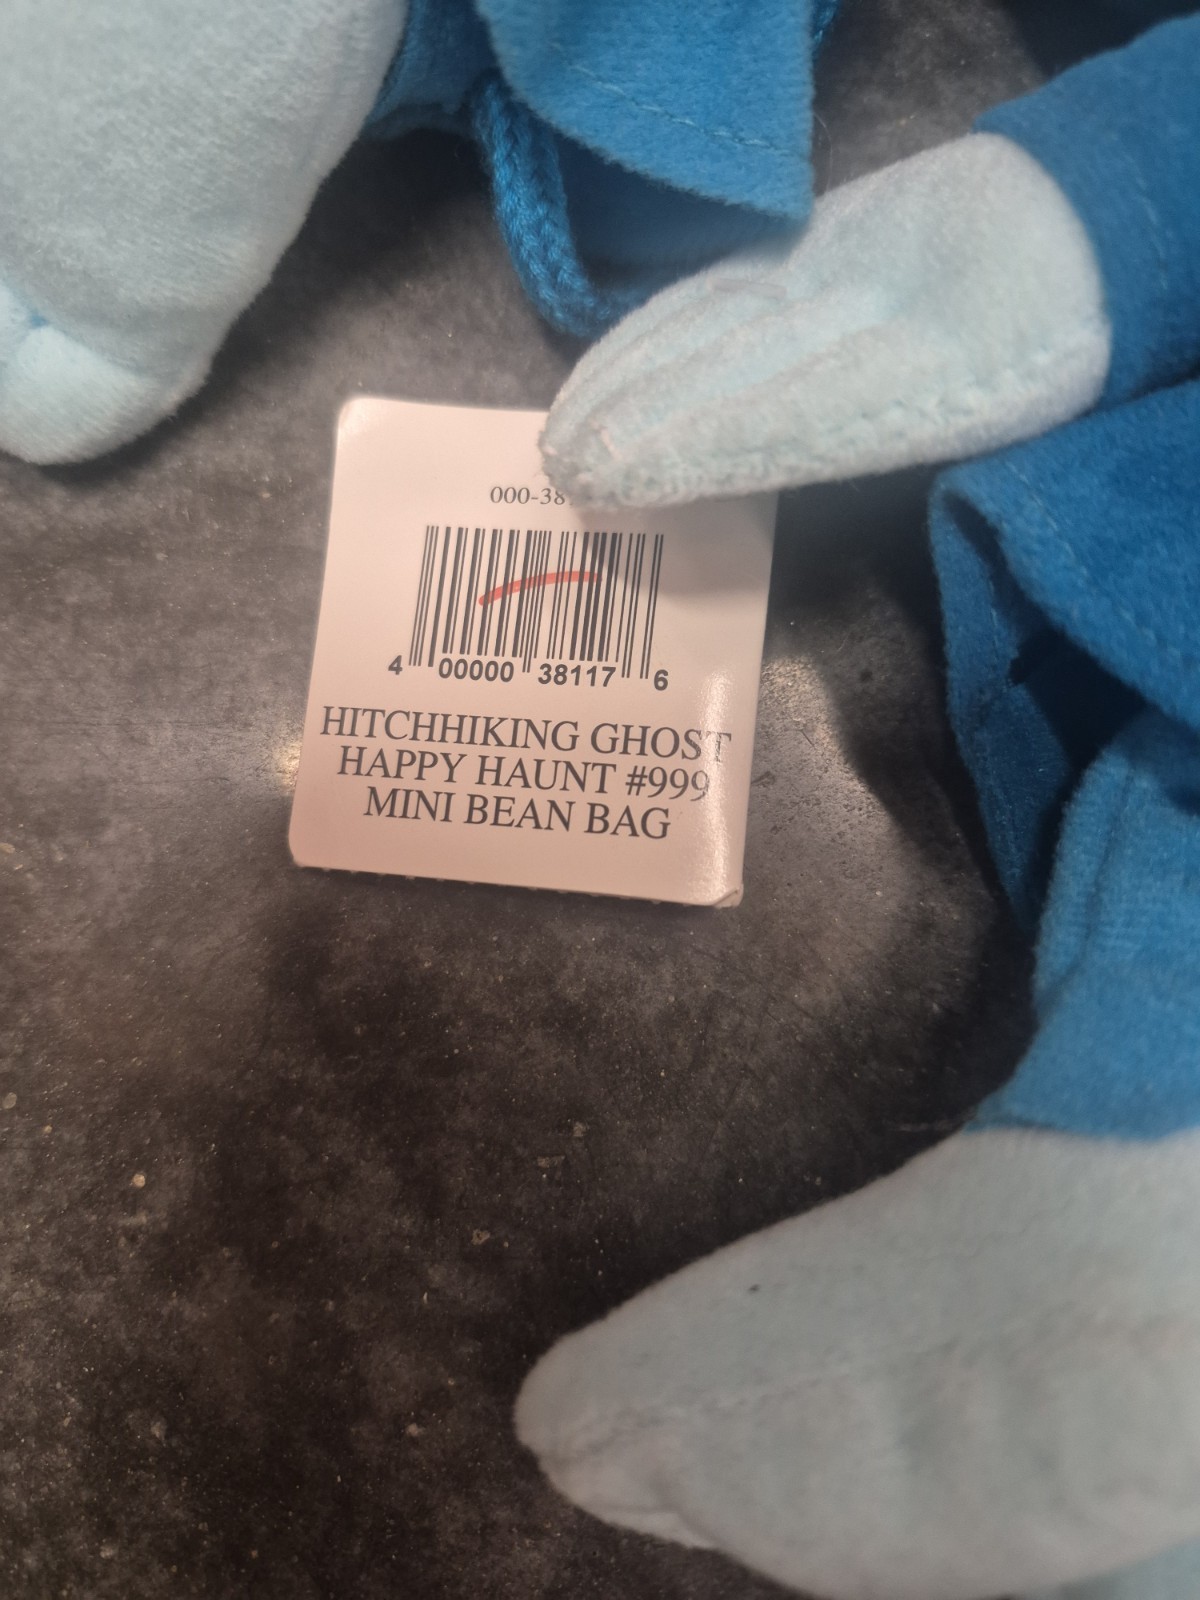 000-38
4 00000 38117 6
HITCHHIKING GHOST
HAPPY HAUNT #999
MINI BEAN BAG